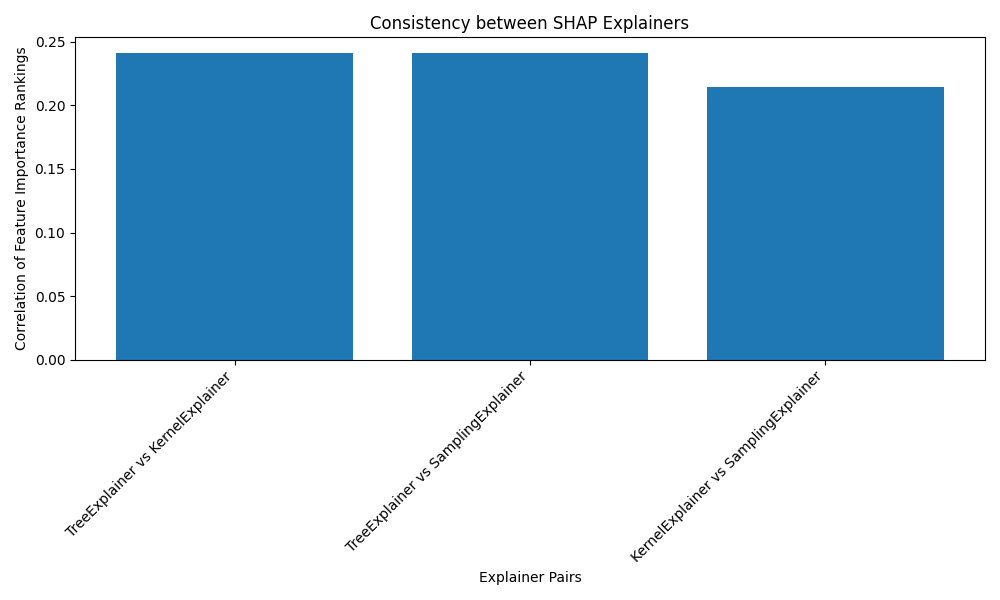 Consistency between SHAP Explainers
Correlation of Feature Importance Rankings
0.25
0.20
0.15
0.10
0.05
0.00
TreeExplainer vs KernelExplainer
TreeExplainer vs SamplingExplainer
KernelExplainer vs SamplingExplainer
Explainer Pairs